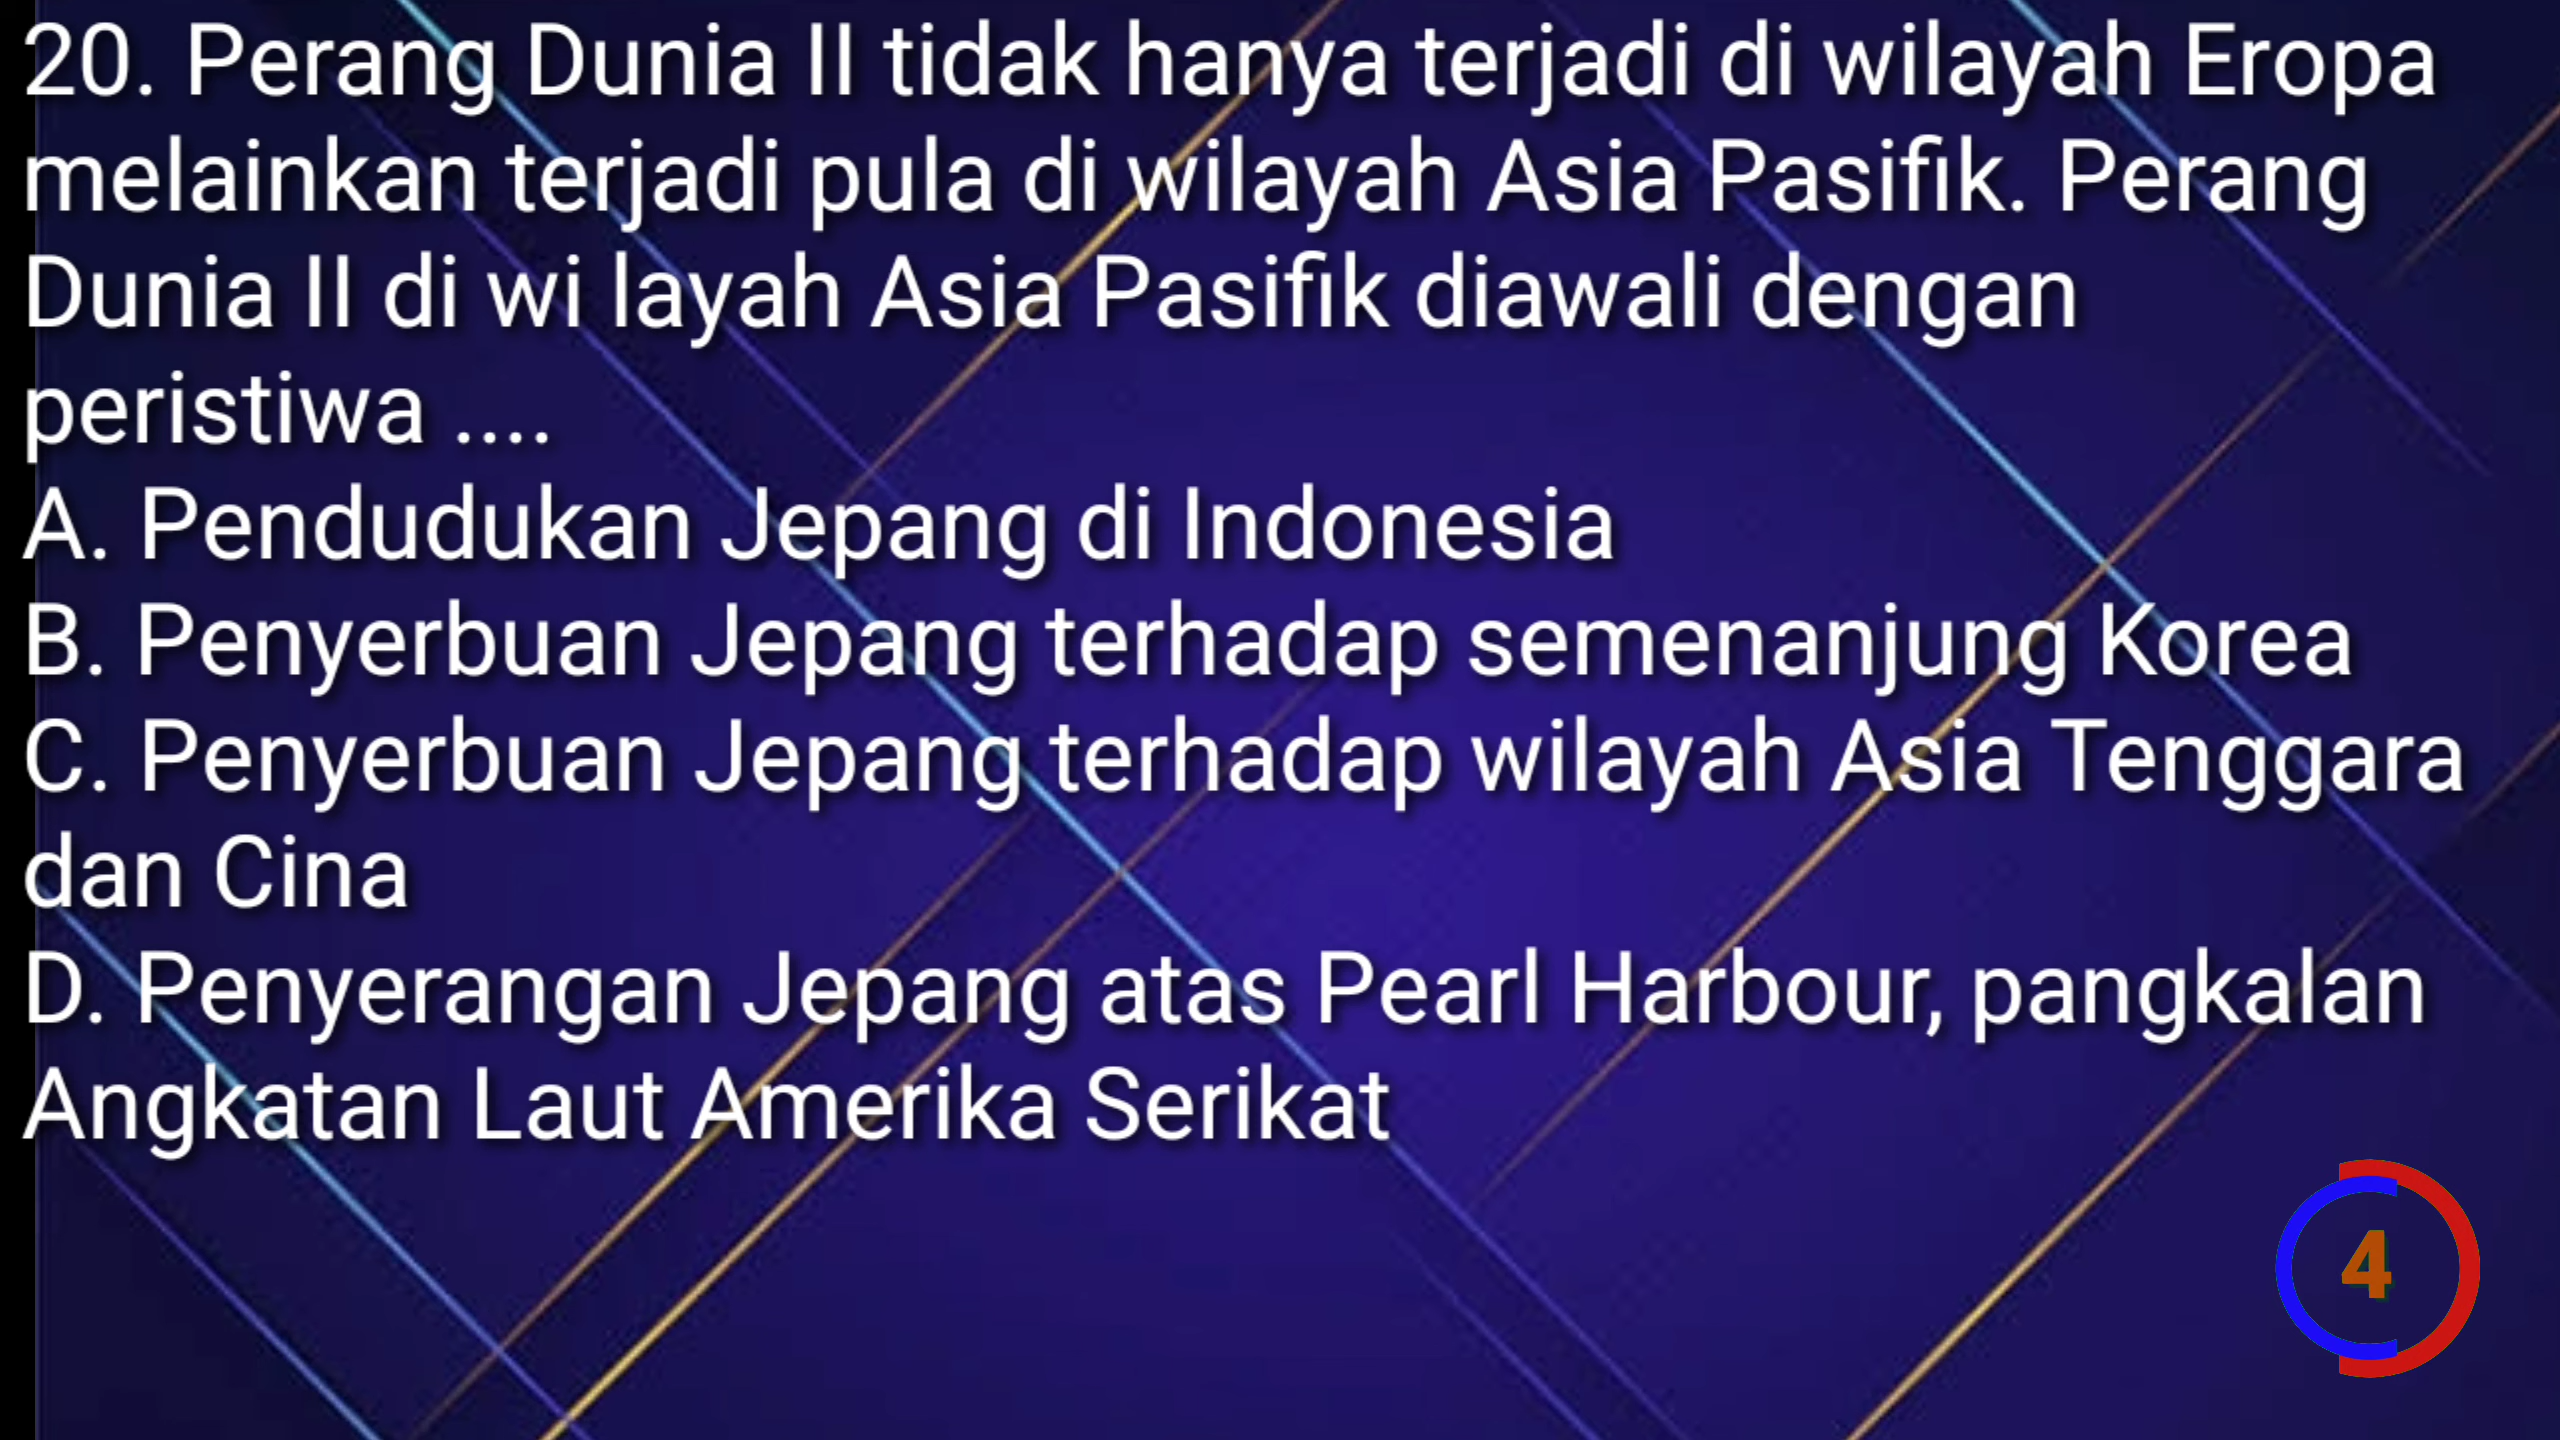 20. Perang Dunia II tidak hanya terjadi di wilayah Eropa
melainkan terjadi pula di wilayah Asia Pasifik. Perang
Dunia II di wi layah Asia Pasifik diawali dengan
peristiwa ....
A. Pendudukan Jepang di Indonesia
B. Penyerbuan Jepang terhadap semenanjung Korea
C. Penyerbuan Jepang terhadap wilayah Asia Tenggara
dan Cina
D. Penyerangan Jepang atas Pearl Harbour, pangkalan
Angkatan Laut Amerika Serikat
4